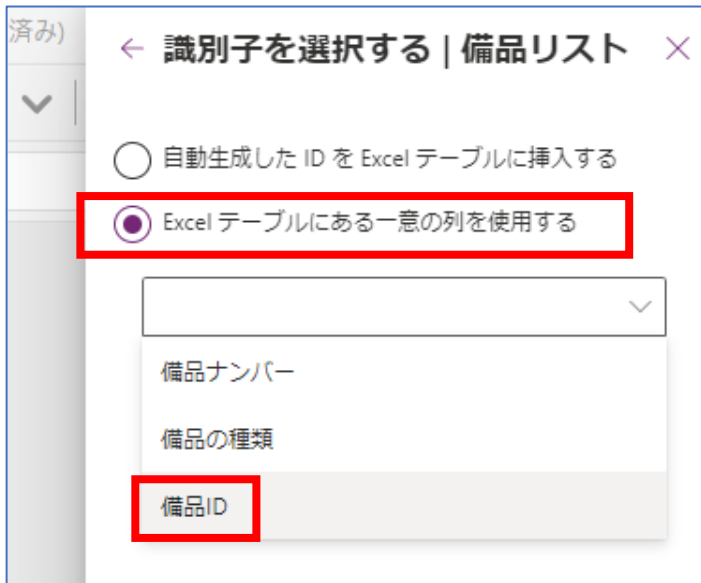 済み)
← 識別子を選択する | 備品リスト ×
自動生成した ID を Excel テーブルに挿入する
Excel テーブルにある一意の列を使用する
備品ナンバー
備品の種類
備品ID